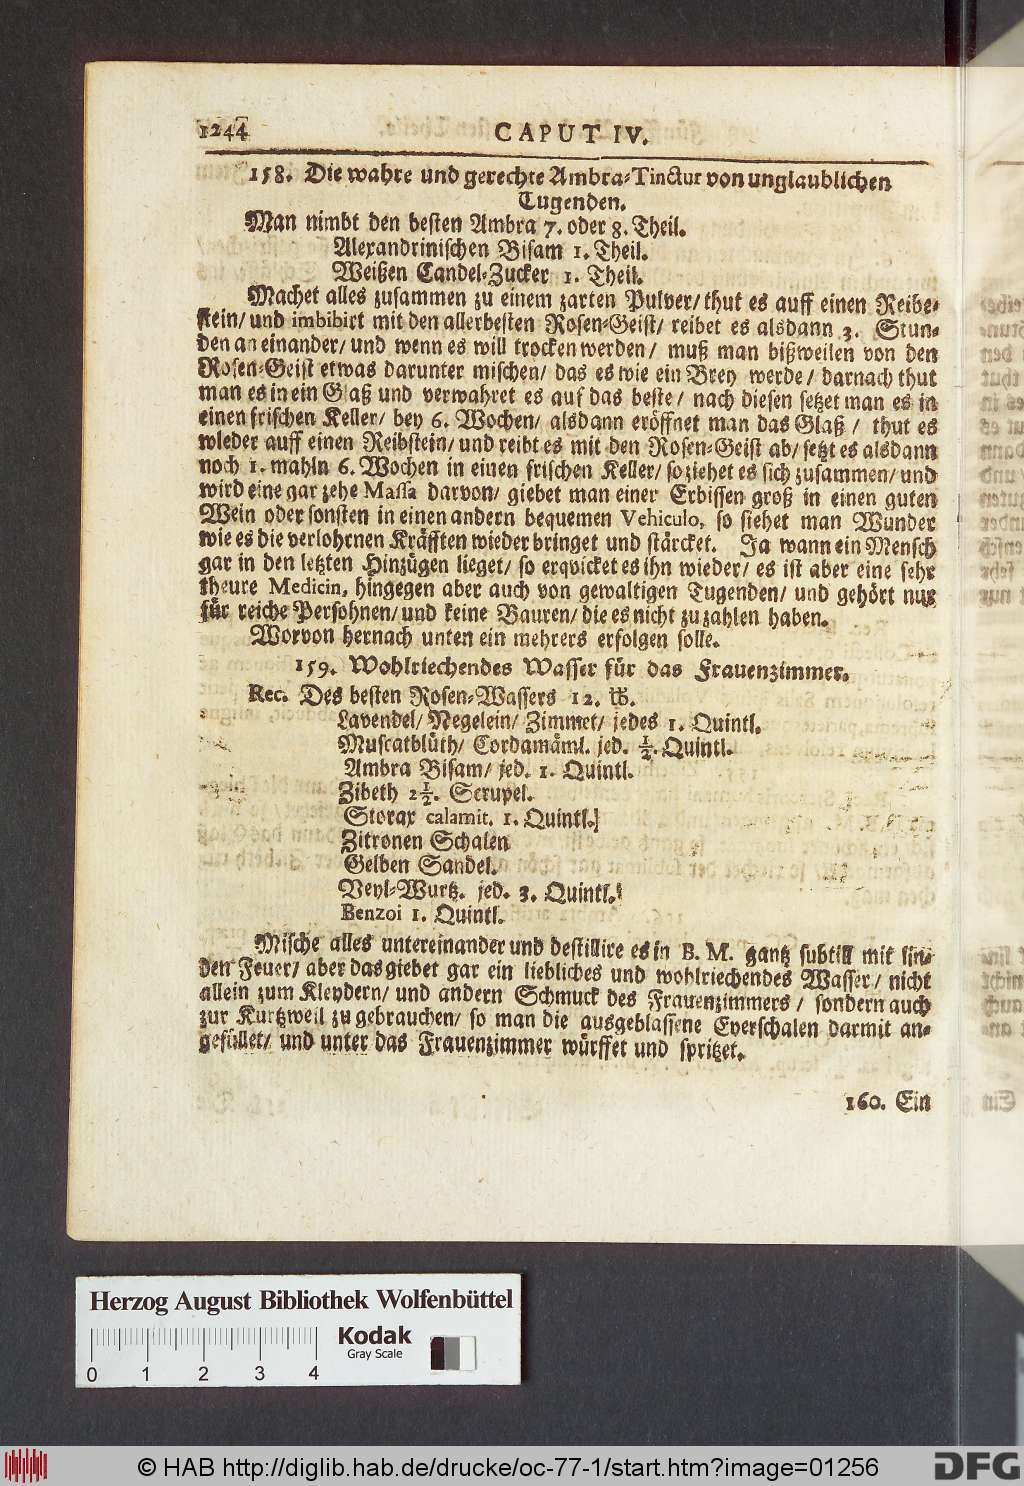 1244 CAPUT IV.
158. Die wahre und gerechte Ambra-Tinctur von unglaublichen
Tugenden.
Man nimbt den besten Ambra 7. oder 8. Theil.
Alexandrinischen Bisam 1. Theil.
Weißen Candel-Zucker 1. Theil.
Machet alles zusammen zu einem zarten Pulver/ thut es auff einen Reibe-
stein/ und imbibirt mit den allerbesten Rosen-Geist/ reibet es alsdann 3. Stun-
den an einander/ und wenn es will trocken werden/ muß man bißweilen von den
Rosen-Geist etwas darunter mischen/ das es wie ein Brey werde/ darnach thut
man es in ein Glaß und verwahret es auf das beste/ nach diesen setzet man es in
einen frischen Keller/ bey 6. Wochen/ alsdann eröffnet man das Glaß/ thut es
wieder auff einen Reibstein/ und reibt es mit den Rosen-Geist ab/ setzt es alsdann
noch 1. mahln 6. Wochen in einen frischen Keller/ so ziehet es sich zusammen/ und
wird eine gar zehe Massa darvon/ giebet man einer Erbissen groß in einen guten
Wein oder sonsten in einen andern bequemen Vehiculo, so siehet man Wunder
wie es die verlohrnen Kräfften wieder bringet und stärcket. Ja wann ein Mensch
gar in den letzten Hinzügen lieget/ so erqvicket es ihn wieder/ es ist aber eine sehr
theure Medicin, hingegen aber auch von gewaltigen Tugenden/ und gehört nur
für reiche Persohnen/ und keine Bauren/ die es nicht zu zahlen haben.
Worvon hernach unten ein mehrers erfolgen solle.
159. Wohlriechendes Wasser für das Frauenzimmer.
Rec. Des besten Rosen-Wassers 12. ℔.
Lavendel/ Negelein/ Zimmet/ jedes 1. Quintl.
Muscatblüth/ Cordamäml. jed. ½. Quintl.
Ambra Bisam/ jed. 1. Quintl.
Zibeth 2½. Scrupel.
Storax calamit. 1. Quintl.
Zitronen Schalen
Gelben Sandel.
Veyl-Wurtz. jed. 3. Quintl.
Benzoi 1. Quintl.
Mische alles untereinander und destillire es in B. M. gantz subtill mit lin-
den Feuer/ aber das giebet gar ein liebliches und wohlriechendes Wasser/ nicht
allein zum Kleydern/ und andern Schmuck des Frauenzimmers/ sondern auch
zur Kurtzweil zu gebrauchen/ so man die ausgeblassene Eyerschalen darmit an-
gefüllet/ und unter das Frauenzimmer würffet und spritzet.
160. Ein
Herzog August Bibliothek Wolfenbüttel
Kodak
Gray Scale
0 1 2 3 4
© HAB http://diglib.hab.de/drucke/oc-77-1/start.htm?image=01256
DFG